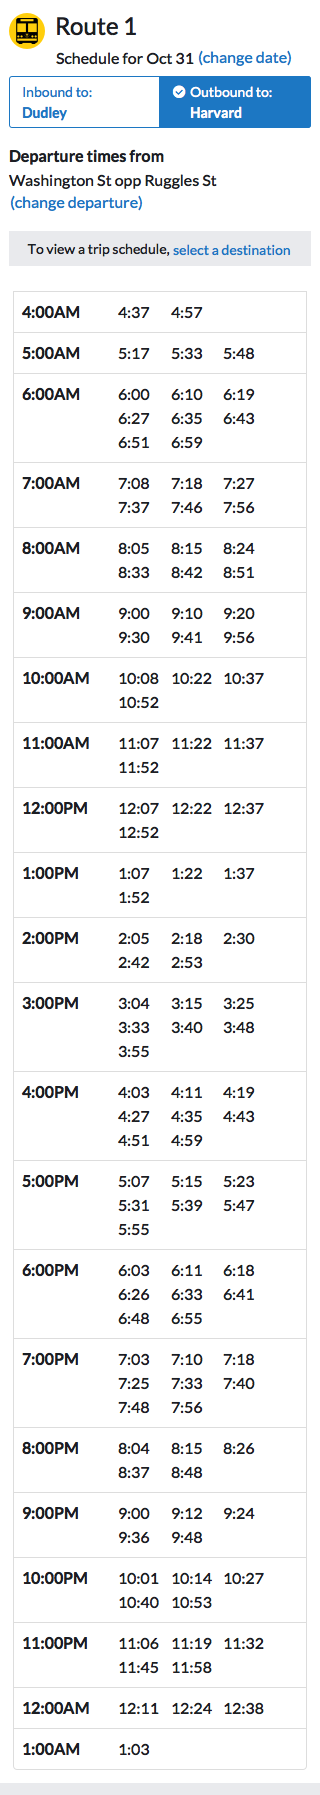 Route 1
Schedule for Oct 31 (change date)
Inbound to:
Dudley
Outbound to:
Harvard
Departure times from
Washington St opp Ruggles St
(change departure)
To view a trip schedule, select a destination
4:00AM 4:37 4:57
5:00AM 5:17 5:33 5:48
6:00AM 6:00 6:10 6:19
6:27 6:35 6:43
6:51 6:59
7:00AM 7:08 7:18 7:27
7:37 7:46 7:56
8:00AM 8:05 8:15 8:24
8:33 8:42 8:51
9:00AM 9:00 9:10 9:20
9:30 9:41 9:56
10:00AM 10:08 10:22 10:37
10:52
11:00AM 11:07 11:22 11:37
11:52
12:00PM 12:07 12:22 12:37
12:52
1:00PM 1:07 1:22 1:37
1:52
2:00PM 2:05 2:18 2:30
2:42 2:53
3:00PM 3:04 3:15 3:25
3:33 3:40 3:48
3:55
4:00PM 4:03 4:11 4:19
4:27 4:35 4:43
4:51 4:59
5:00PM 5:07 5:15 5:23
5:31 5:39 5:47
5:55
6:00PM 6:03 6:11 6:18
6:26 6:33 6:41
6:48 6:55
7:00PM 7:03 7:10 7:18
7:25 7:33 7:40
7:48 7:56
8:00PM 8:04 8:15 8:26
8:37 8:48
9:00PM 9:00 9:12 9:24
9:36 9:48
10:00PM 10:01 10:14 10:27
10:40 10:53
11:00PM 11:06 11:19 11:32
11:45 11:58
12:00AM 12:11 12:24 12:38
1:00AM 1:03